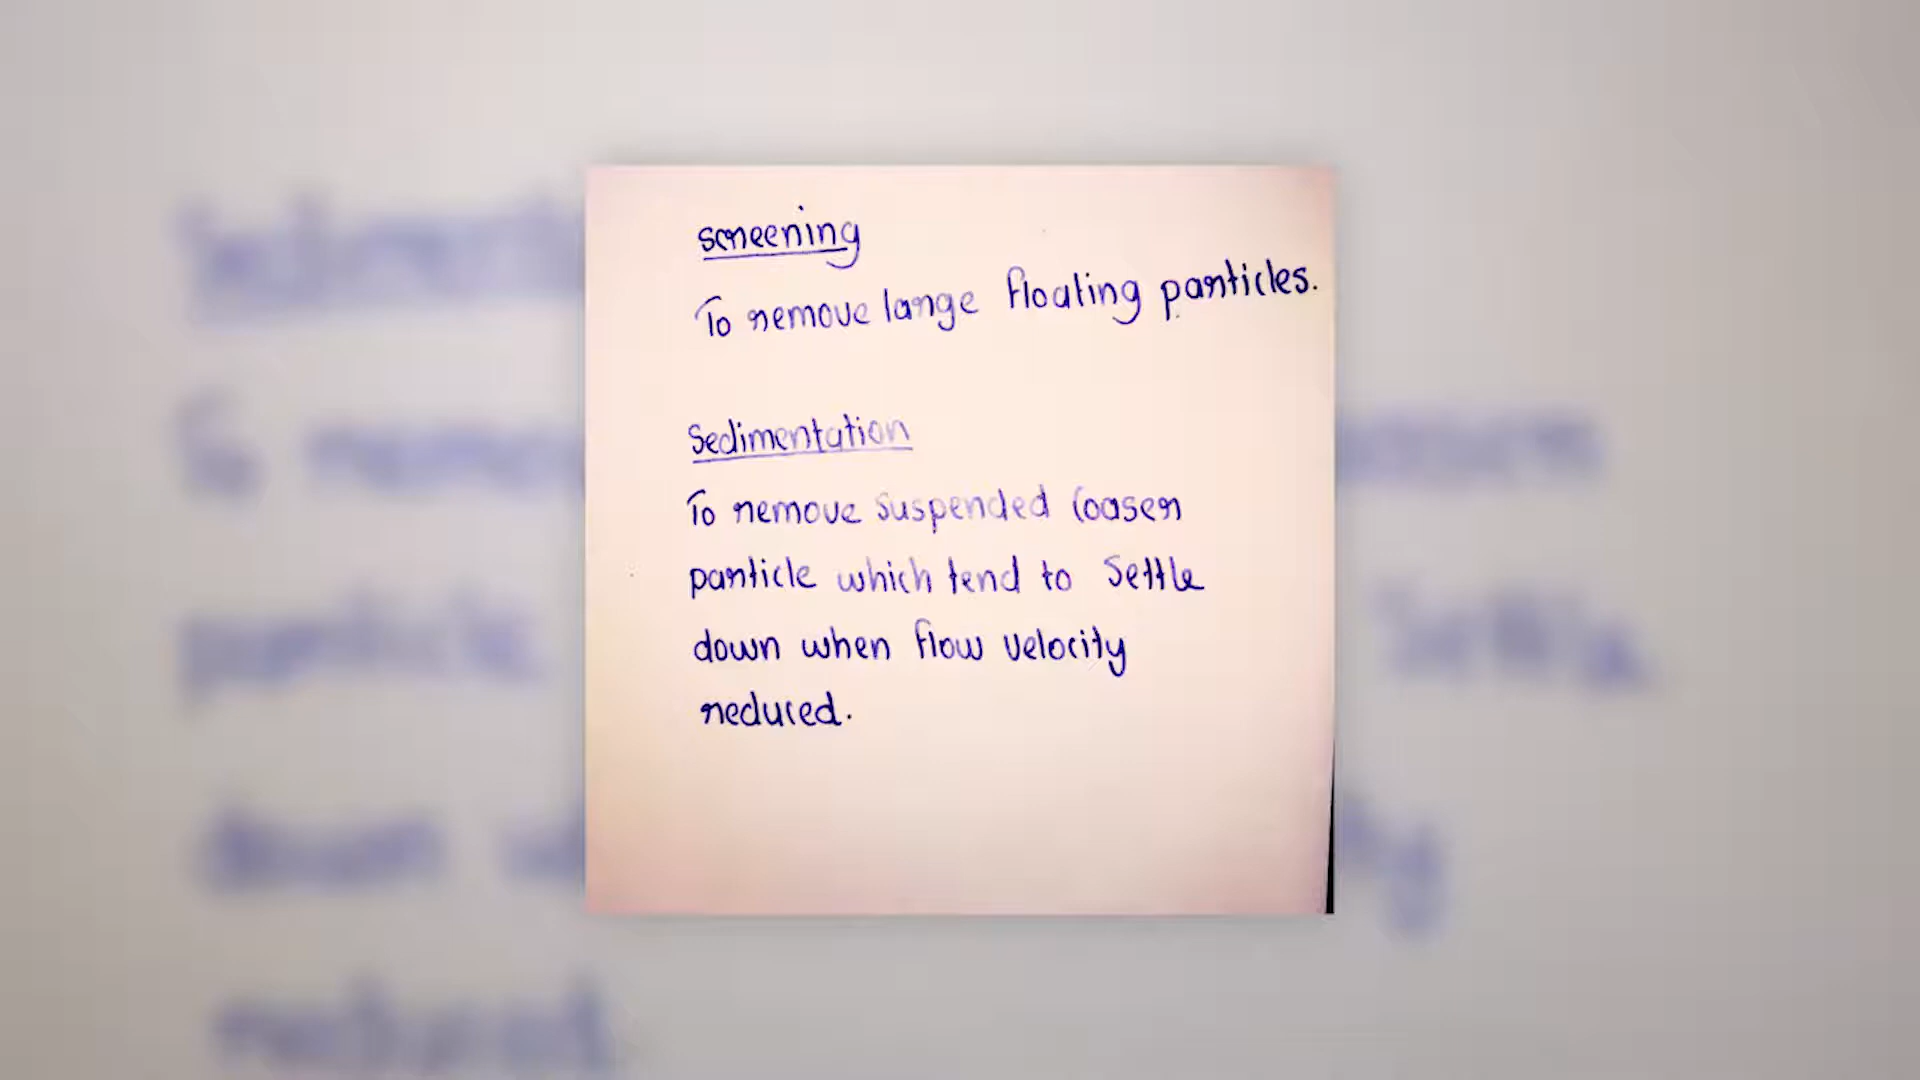 screening
To remove large floating particles.
Sedimentation
To remove suspended coaser
particle which tend to settle
down when flow velocity
reduced.